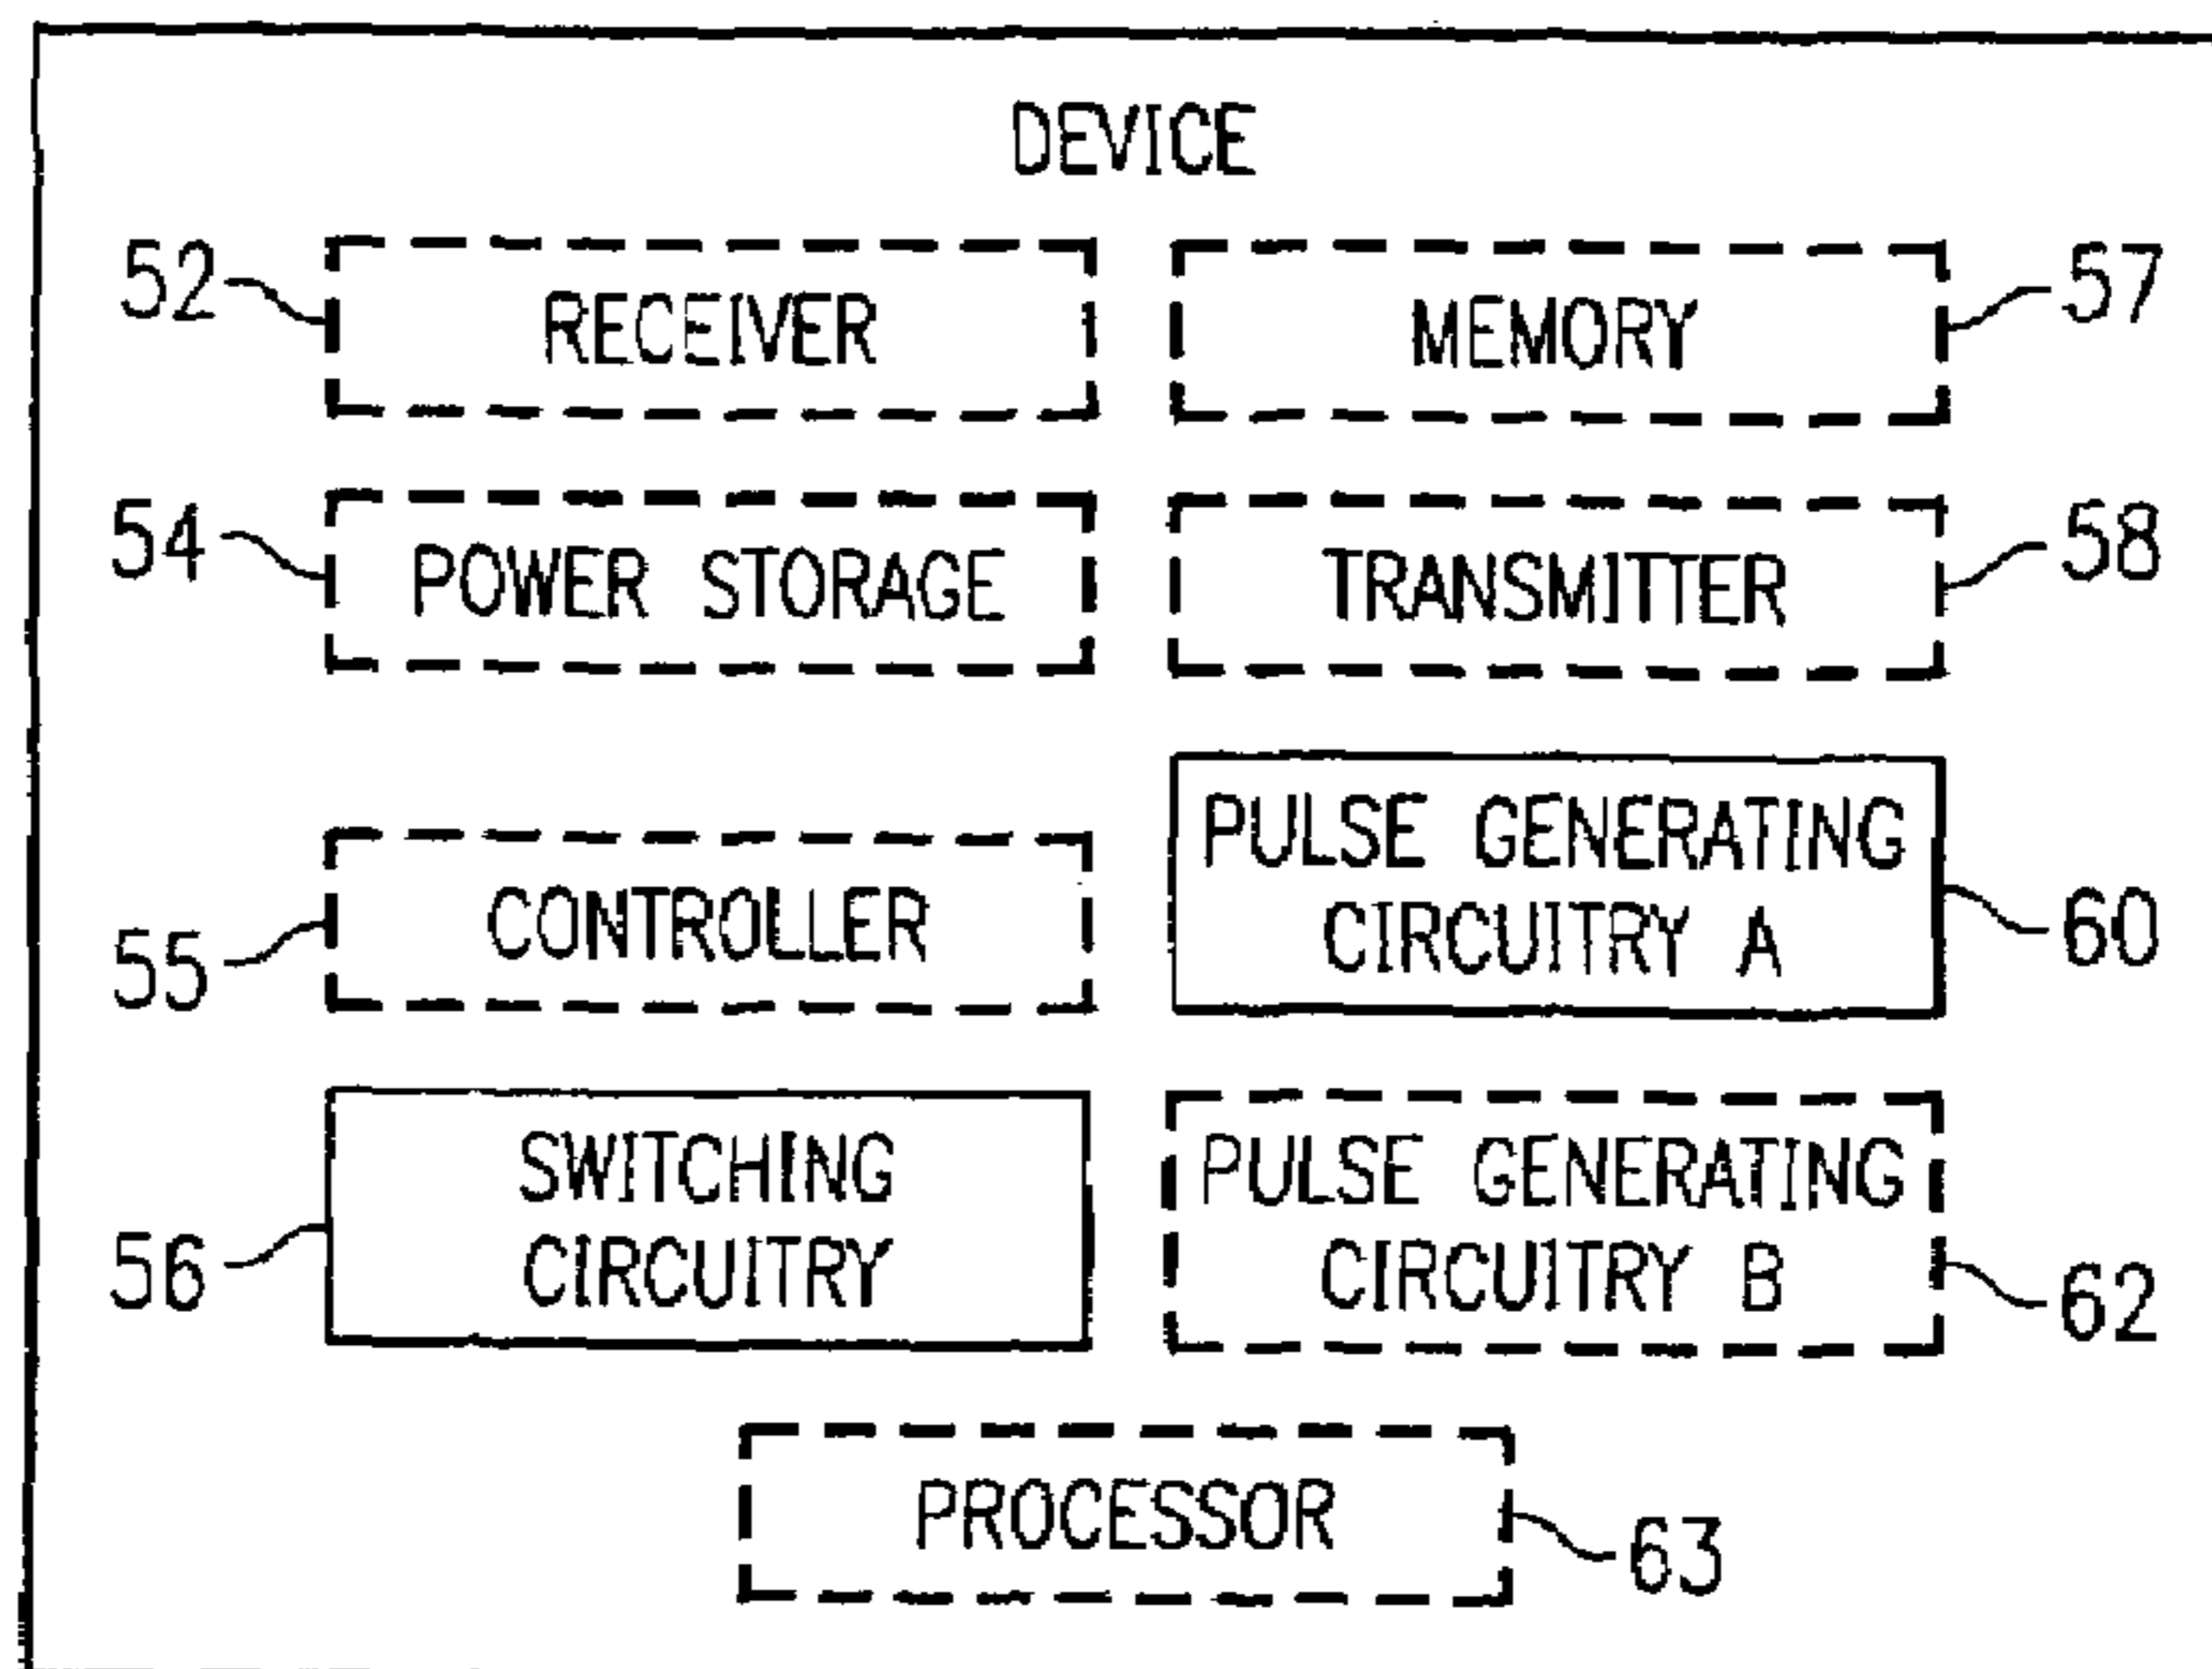 DEVICE
52
RECEIVER
MEMORY
57
54
POWER STORAGE
TRANSMITTER
58
55
CONTROLLER
PULSE GENERATING
CIRCUITRY A
60
56
SWITCHING
CIRCUITRY
PULSE GENERATING
CIRCUITRY B
62
PROCESSOR
63